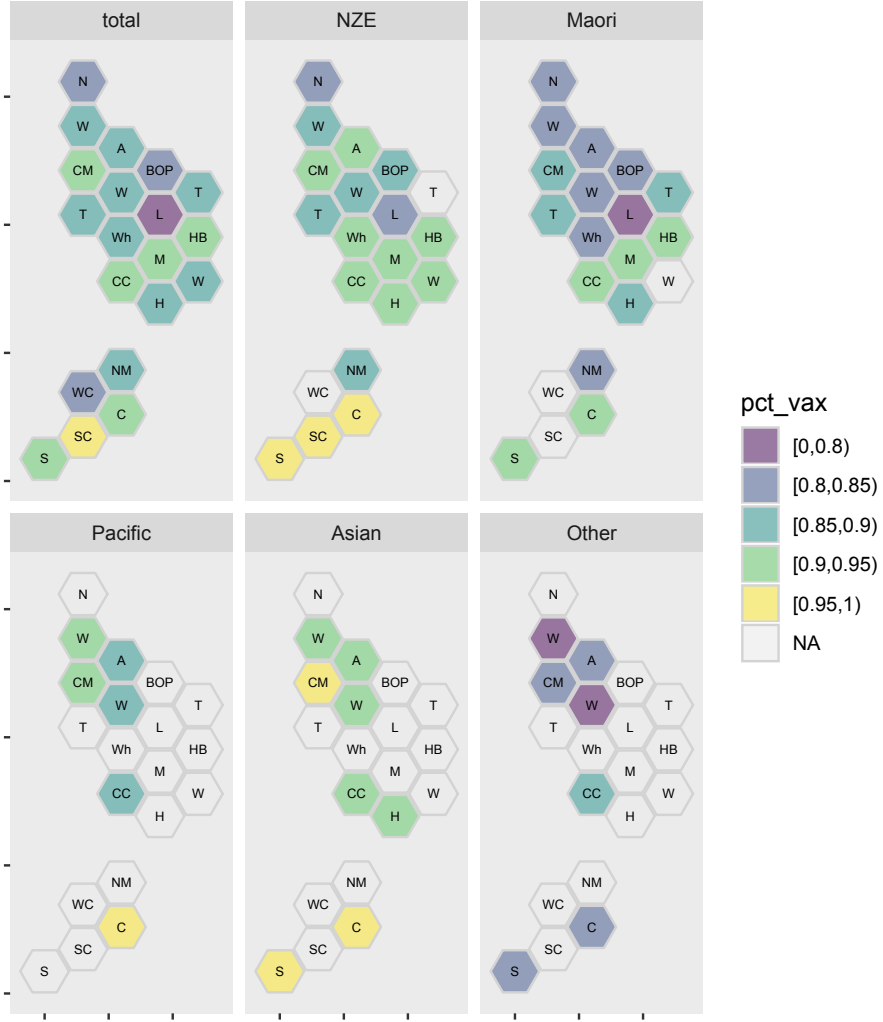 total
NZE
Maori
N
W
A
CM
BOP
W
T
T
L
Wh
HB
M
CC
W
H
NM
WC
C
SC
S
N
W
A
CM
BOP
W
T
T
L
Wh
HB
M
CC
W
H
NM
WC
C
SC
S
N
W
A
CM
BOP
W
T
T
L
Wh
HB
M
CC
W
H
NM
WC
C
SC
S
pct_vax
[0,0.8)
[0.8,0.85)
[0.85,0.9)
[0.9,0.95)
[0.95,1)
NA
Pacific
Asian
Other
N
W
A
CM
BOP
W
T
T
L
Wh
HB
M
CC
W
H
NM
WC
C
SC
S
N
W
A
CM
BOP
W
T
T
L
Wh
HB
M
CC
W
H
NM
WC
C
SC
S
N
W
A
CM
BOP
W
T
T
L
Wh
HB
M
CC
W
H
NM
WC
C
SC
S